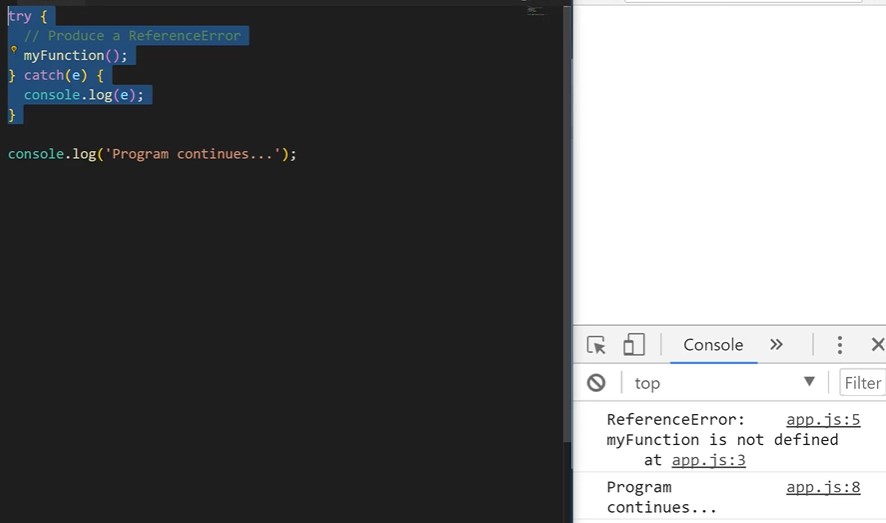 try {
  // Produce a ReferenceError
  myFunction();
} catch(e) {
  console.log(e);
}
console.log('Program continues...');
Console »
top
Filter
ReferenceError: app.js:5
myFunction is not defined
    at app.js:3
Program app.js:8
continues...